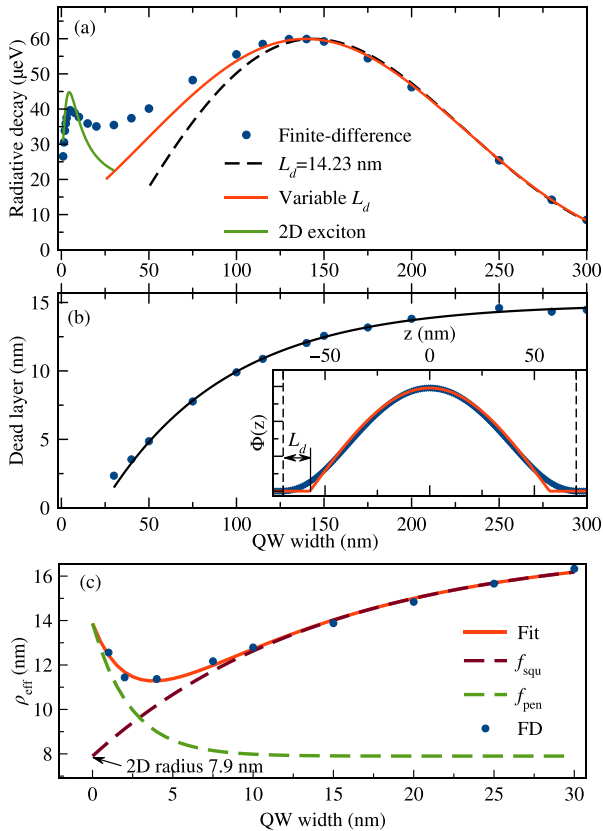 (a)
Radiative decay (μeV)
70
60
50
40
30
20
10
0
Finite-difference
L_d=14.23 nm
Variable L_d
2D exciton
0 50 100 150 200 250 300
(b)
Dead layer (nm)
15
10
5
0
z (nm)
−50 0 50
Φ(z)
L_d
0 50 100 150 200 250 300
QW width (nm)
(c)
ρ_eff (nm)
16
14
12
10
8
Fit
f_squ
f_pen
FD
2D radius 7.9 nm
0 5 10 15 20 25 30
QW width (nm)